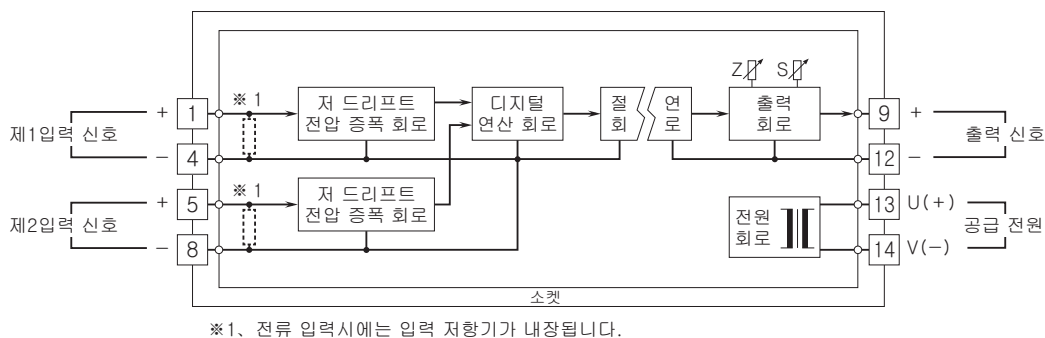 Z S
※ 1
+ 1 저 드리프트 전압 증폭 회로 디지털 연산 회로 절 연 회 로 출력 회로 9 +
제1입력 신호 출력 신호
− 4 12 −
※ 1
+ 5 저 드리프트 전압 증폭 회로 전원 회로 13 U(+)
제2입력 신호 공급 전원
− 8 14 V(−)
소켓
※1、전류 입력시에는 입력 저항기가 내장됩니다.